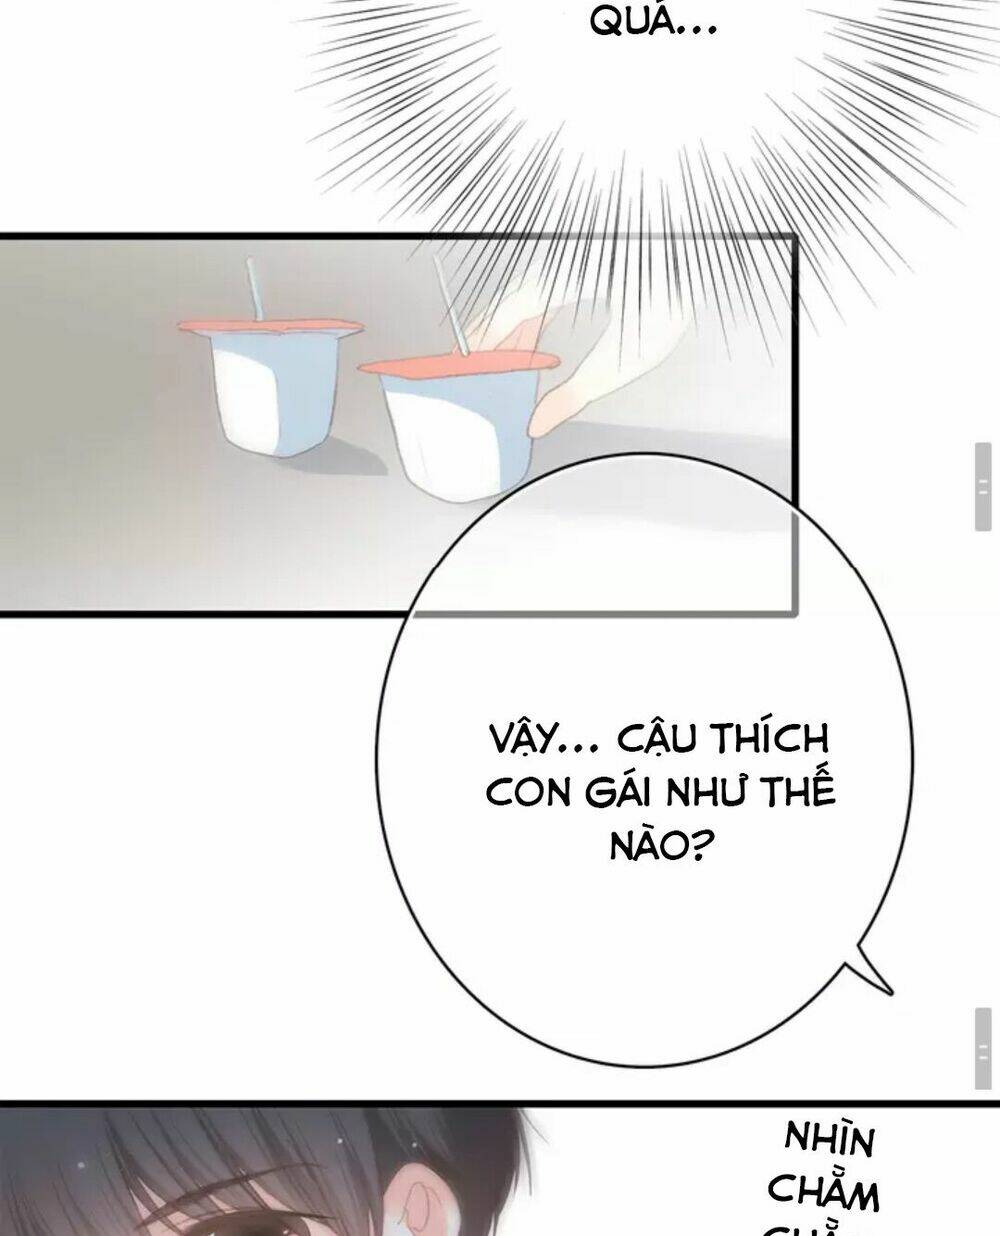 QUÁ...
VẬY... CẬU THÍCH
CON GÁI NHƯ THẾ
NÀO?
NHÌN
CHẰM